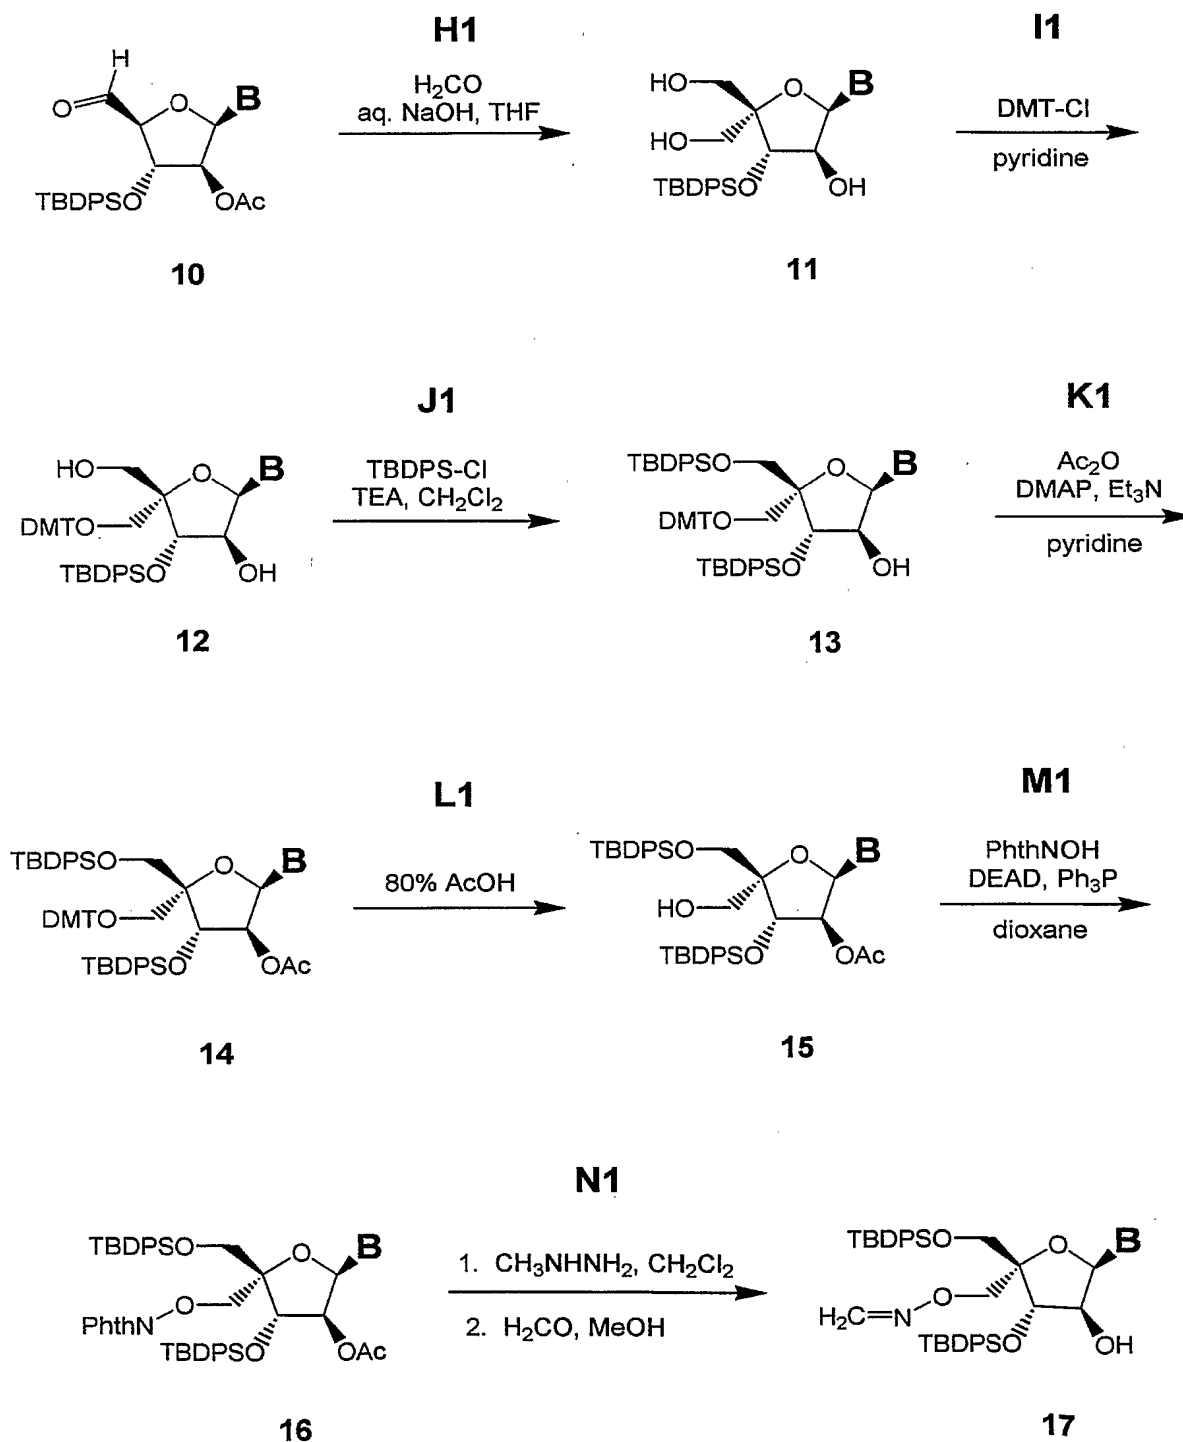 H1
I1
H
O
O
B
H₂CO
aq. NaOH, THF
HO
O
B
HO
DMT-Cl
pyridine
TBDPSO
OAc
TBDPSO
OH
10
11
J1
K1
HO
O
B
DMTO
TBDPSO
OH
TBDPS-Cl
TEA, CH₂Cl₂
TBDPSO
O
B
DMTO
TBDPSO
OH
Ac₂O
DMAP, Et₃N
pyridine
12
13
L1
M1
TBDPSO
O
B
DMTO
TBDPSO
OAc
80% AcOH
TBDPSO
O
B
HO
TBDPSO
OAc
PhthNOH
DEAD, Ph₃P
dioxane
14
15
N1
TBDPSO
O
B
O
PhthN
TBDPSO
OAc
1. CH₃NHNH₂, CH₂Cl₂
2. H₂CO, MeOH
TBDPSO
O
B
O
H₂C=N
TBDPSO
OH
16
17